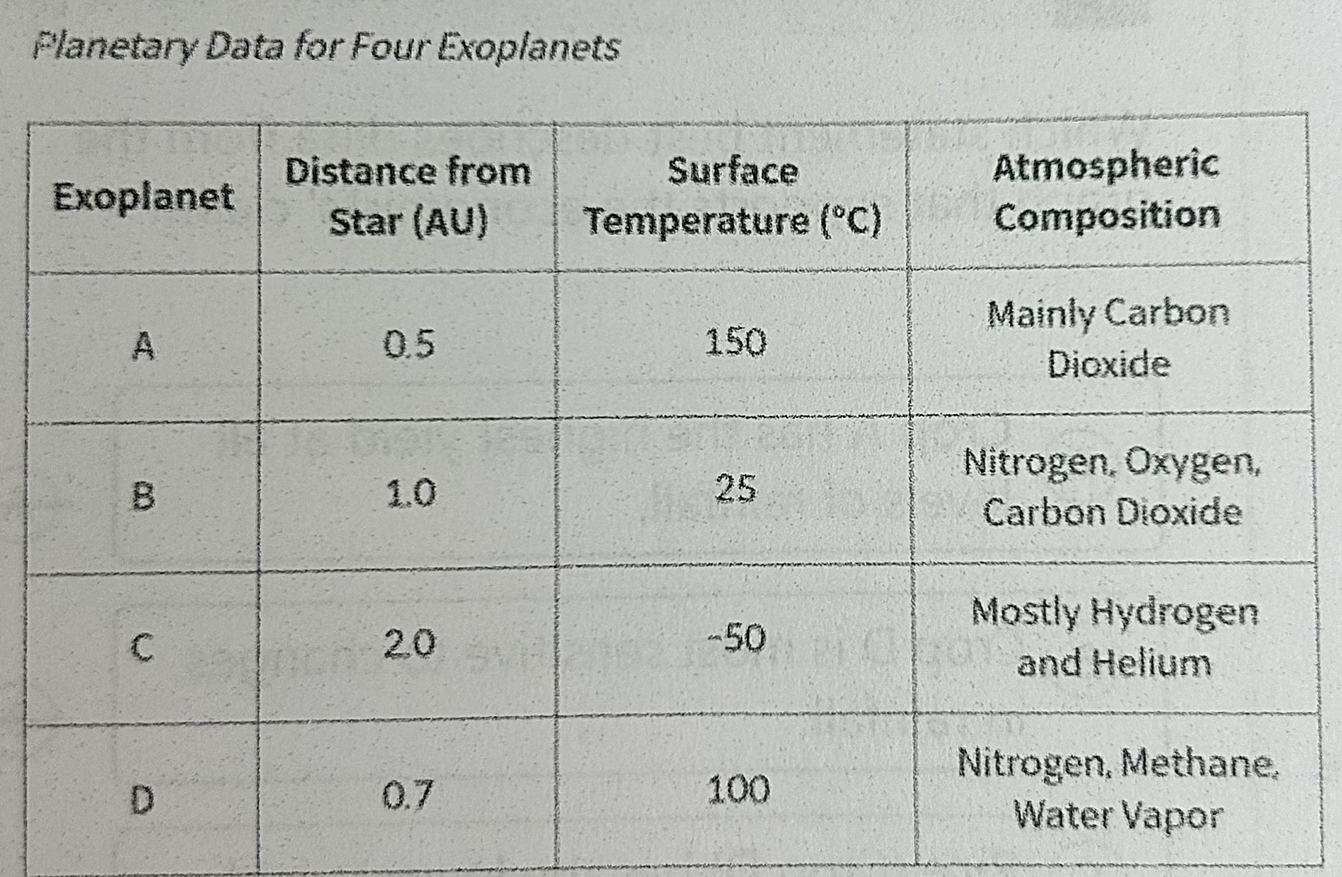 Planetary Data for Four Exoplanets
Exoplanet
Distance from
Star (AU)
Surface
Temperature (°C)
Atmospheric
Composition
A
0.5
150
Mainly Carbon
Dioxide
B
1.0
25
Nitrogen, Oxygen,
Carbon Dioxide
C
2.0
-50
Mostly Hydrogen
and Helium
D
0.7
100
Nitrogen, Methane,
Water Vapor